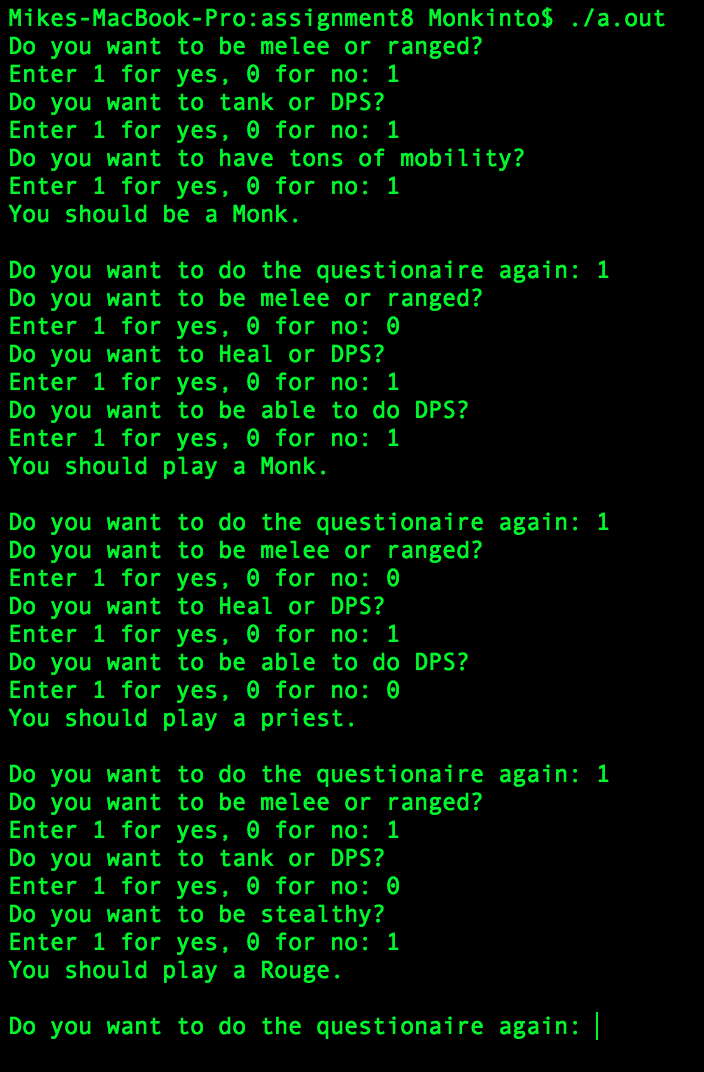 Mikes-MacBook-Pro:assignment8 Monkinto$ ./a.out
Do you want to be melee or ranged?
Enter 1 for yes, 0 for no: 1
Do you want to tank or DPS?
Enter 1 for yes, 0 for no: 1
Do you want to have tons of mobility?
Enter 1 for yes, 0 for no: 1
You should be a Monk.

Do you want to do the questionaire again: 1
Do you want to be melee or ranged?
Enter 1 for yes, 0 for no: 0
Do you want to Heal or DPS?
Enter 1 for yes, 0 for no: 1
Do you want to be able to do DPS?
Enter 1 for yes, 0 for no: 1
You should play a Monk.

Do you want to do the questionaire again: 1
Do you want to be melee or ranged?
Enter 1 for yes, 0 for no: 0
Do you want to Heal or DPS?
Enter 1 for yes, 0 for no: 1
Do you want to be able to do DPS?
Enter 1 for yes, 0 for no: 0
You should play a priest.

Do you want to do the questionaire again: 1
Do you want to be melee or ranged?
Enter 1 for yes, 0 for no: 1
Do you want to tank or DPS?
Enter 1 for yes, 0 for no: 0
Do you want to be stealthy?
Enter 1 for yes, 0 for no: 1
You should play a Rouge.

Do you want to do the questionaire again: